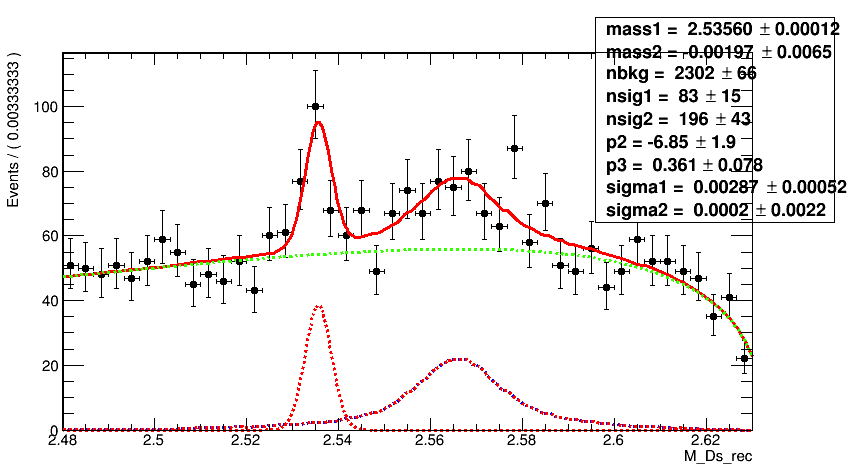 mass1 = 2.53560 ± 0.00012
mass2 = -0.00197 ± 0.0065
nbkg = 2302 ± 66
nsig1 = 83 ± 15
nsig2 = 196 ± 43
p2 = -6.85 ± 1.9
p3 = 0.361 ± 0.078
sigma1 = 0.00287 ± 0.00052
sigma2 = 0.0002 ± 0.0022
Events / ( 0.00333333 )
100
80
60
40
20
0
2.48 2.5 2.52 2.54 2.56 2.58 2.6 2.62
M_Ds_rec